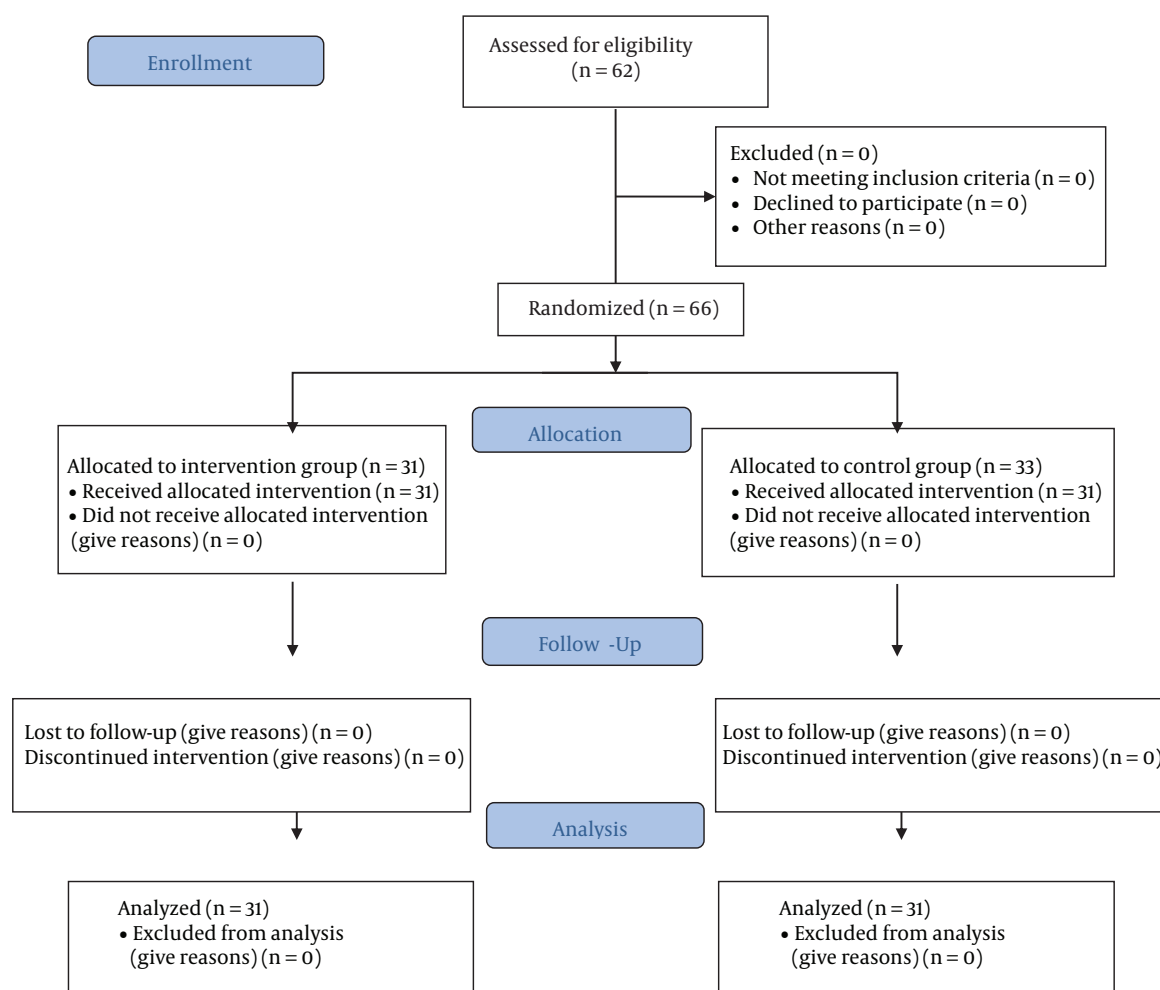 Enrollment
Assessed for eligibility
(n = 62)
Excluded (n = 0)
• Not meeting inclusion criteria (n = 0)
• Declined to participate (n = 0)
• Other reasons (n = 0)
Randomized (n = 66)
Allocation
Allocated to intervention group (n = 31)
• Received allocated intervention (n = 31)
• Did not receive allocated intervention
(give reasons) (n = 0)
Allocated to control group (n = 33)
• Received allocated intervention (n = 31)
• Did not receive allocated intervention
(give reasons) (n = 0)
Follow -Up
Lost to follow-up (give reasons) (n = 0)
Discontinued intervention (give reasons) (n = 0)
Lost to follow-up (give reasons) (n = 0)
Discontinued intervention (give reasons) (n = 0)
Analysis
Analyzed (n = 31)
• Excluded from analysis
(give reasons) (n = 0)
Analyzed (n = 31)
• Excluded from analysis
(give reasons) (n = 0)